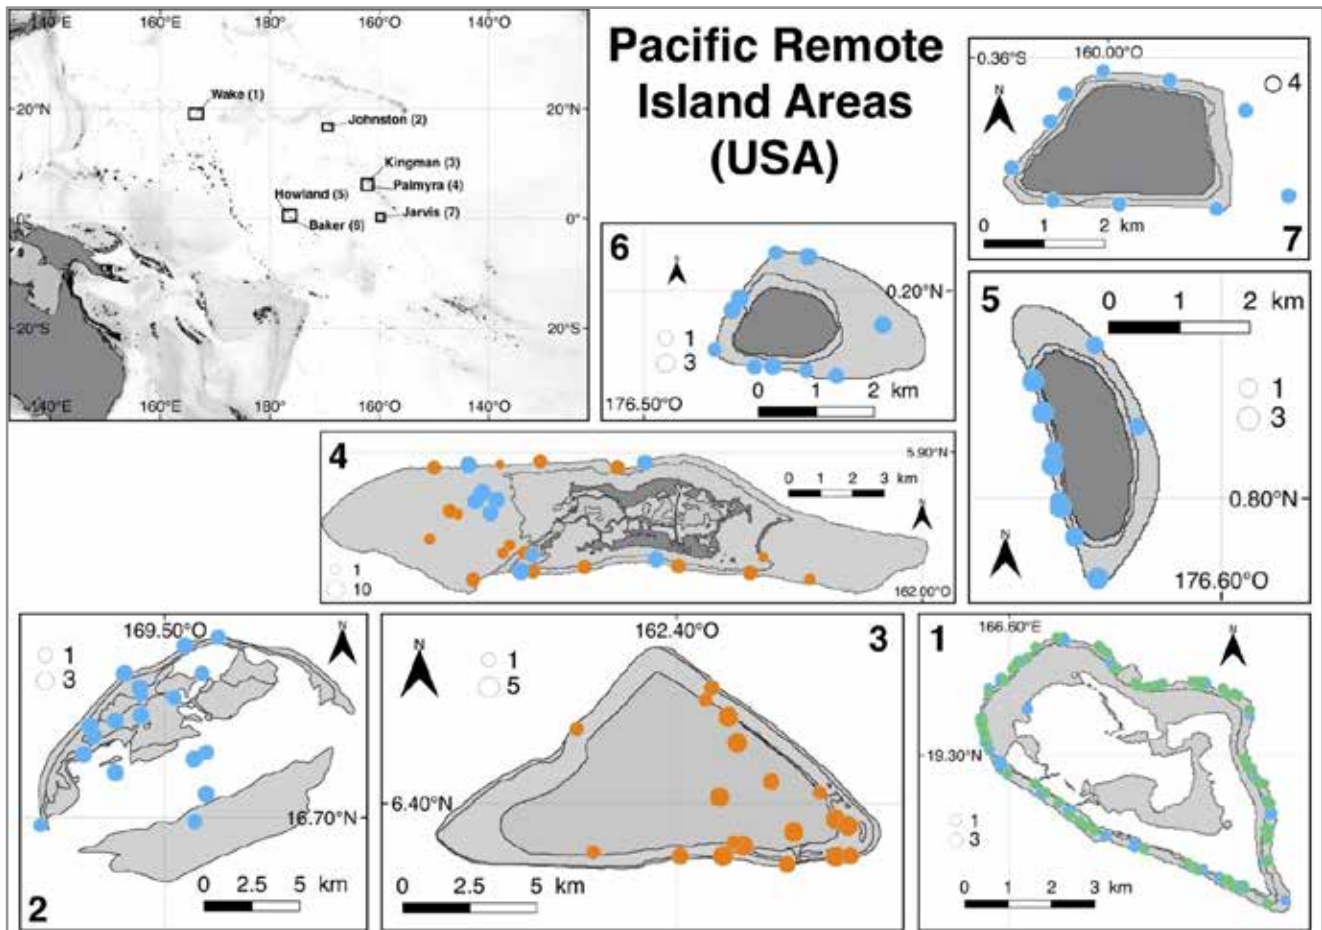 140°E 160°E 180° 160°O 140°O
20°N 20°N
Wake (1)
Johnston (2)
Kingman (3)
Palmyra (4)
Howland (5)
Baker (6)
Jarvis (7)
0° 0°
20°S 20°S
140°E 160°E 180° 160°O 140°O
Pacific Remote
Island Areas
(USA)
160.00°O
0.36°S
N
4
0 1 2 km
7
6
0.20°N
1
3
0 1 2 km
176.50°O
5
0 1 2 km
1
3
0.80°N
N
176.60°O
4
5.90°N
0 1 2 3 km
N
1
10
162.00°O
169.50°O
N
1
3
16.70°N
0 2.5 5 km
2
162.40°O
3
N
1
5
6.40°N
0 2.5 5 km
166.60°E
1
N
19.30°N
1
3
0 1 2 3 km